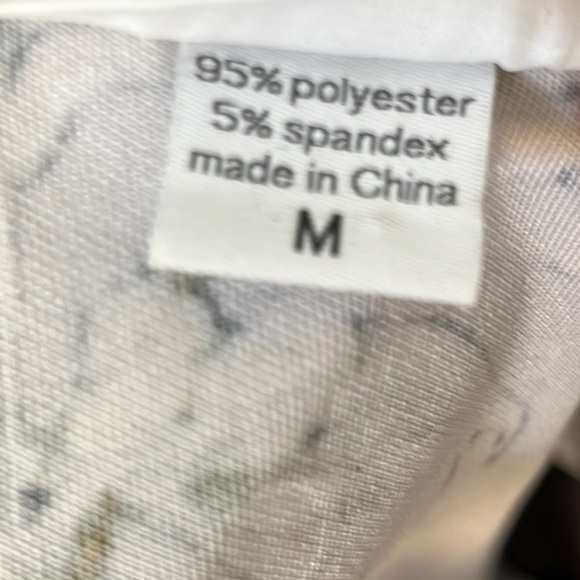 95% polyester
5% spandex
made in China
M